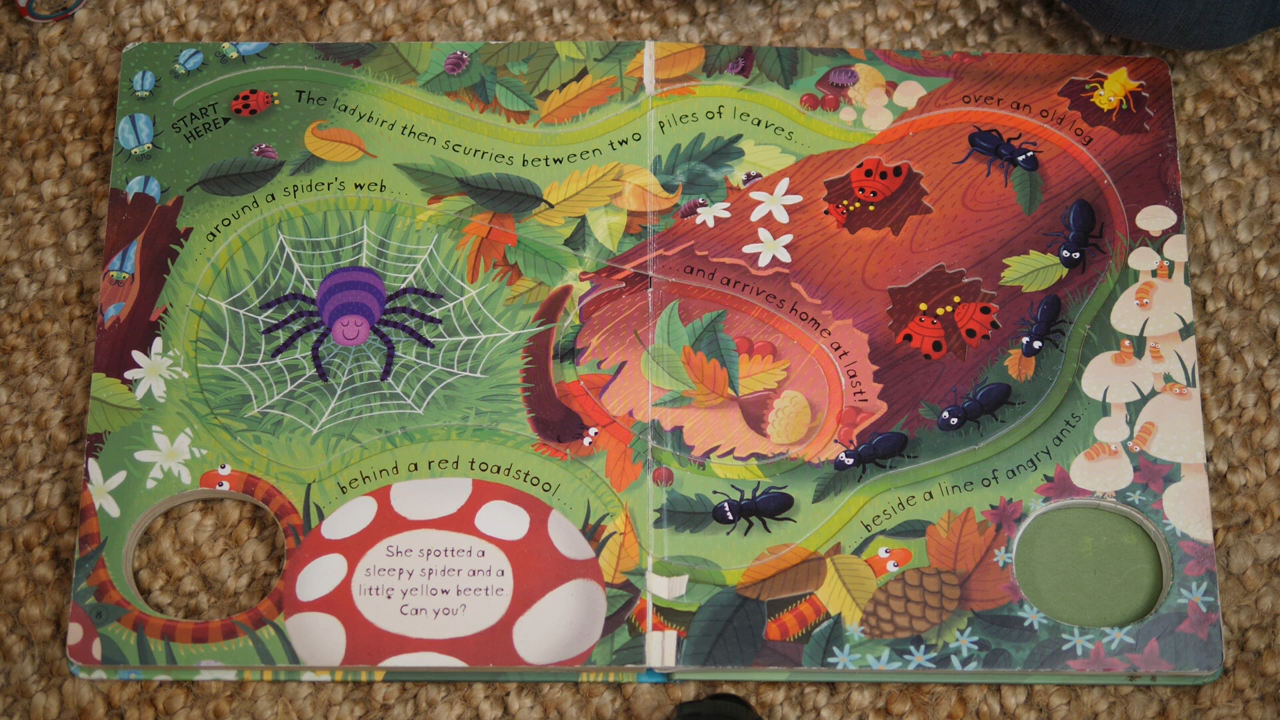 START
HERE
The ladybird then scurries between two piles of leaves...
over an old log
beside a line of angry ants...
behind a red toadstool...
...around a spider's web...
...and arrives home at last!
She spotted a
sleepy spider and a
little yellow beetle.
Can you?
8